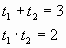 t₁ + t₂ = 3
t₁ · t₂ = 2